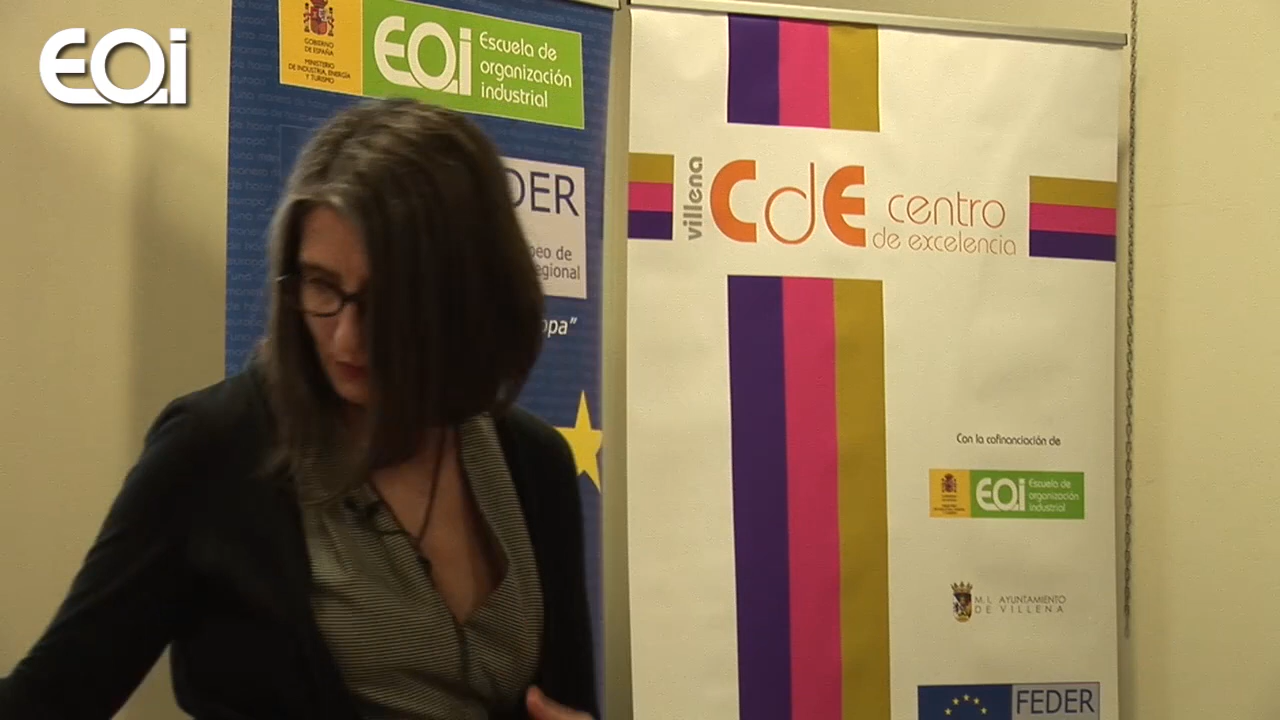 EOi
GOBIERNO
DE ESPAÑA
MINISTERIO
DE INDUSTRIA, ENERGÍA
Y TURISMO
EOi
Escuela de
organización
industrial
DER
peo de
egional
opa”
villena
CdE
centro
de excelencia
Con la cofinanciación de
EOi
Escuela de
organización
industrial
M. I. AYUNTAMIENTO
DE VILLENA
FEDER